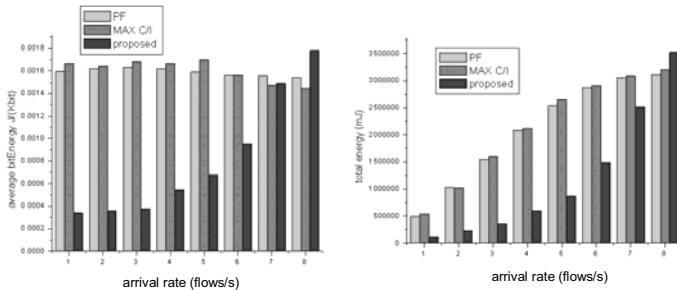 PF
MAX C/I
proposed
0.0018
0.0016
0.0014
0.0012
0.0010
0.0008
0.0006
0.0004
0.0002
0.0000
average bitEnergy J/(Kbit)
1 2 3 4 5 6 7 8
arrival rate (flows/s)
PF
MAX C/I
proposed
3500000
3000000
2500000
2000000
1500000
1000000
500000
0
total energy (mJ)
1 2 3 4 5 6 7 8
arrival rate (flows/s)